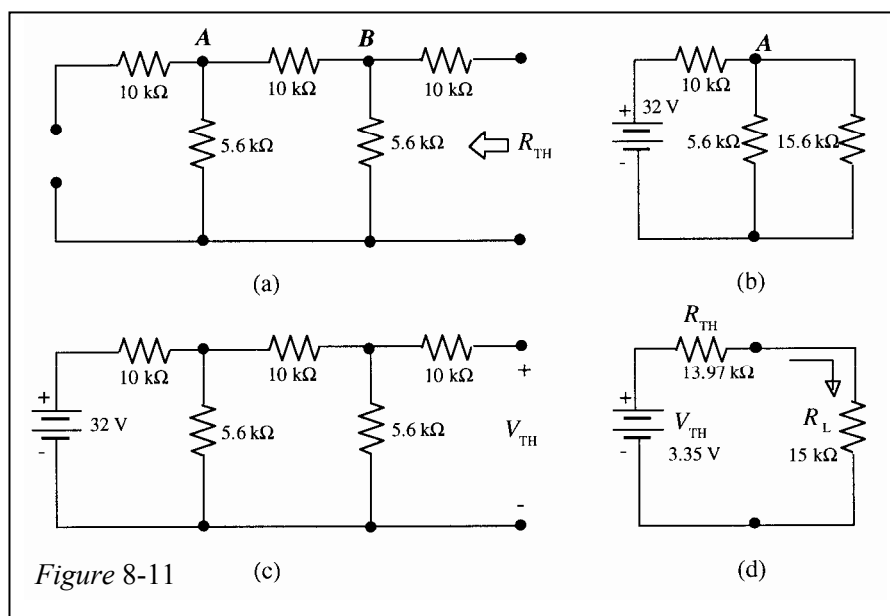 A B
10 kΩ 10 kΩ 10 kΩ
5.6 kΩ 5.6 kΩ R_TH
(a)
A
10 kΩ
+ 32 V
5.6 kΩ 15.6 kΩ
-
(b)
10 kΩ 10 kΩ 10 kΩ
+ +
32 V 5.6 kΩ 5.6 kΩ V_TH
- -
Figure 8-11 (c)
R_TH
13.97 kΩ
+
V_TH R_L
- 3.35 V 15 kΩ
(d)